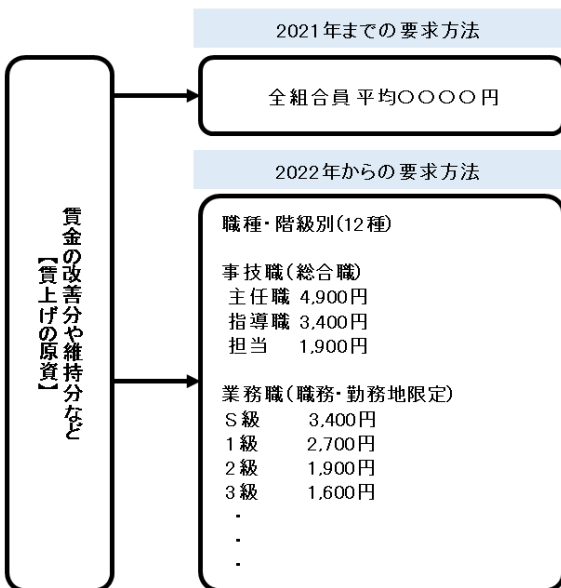 2021年までの要求方法
全組合員平均〇〇〇〇円
賃金の改善分や維持分など
【賃上げの原資】
2022年からの要求方法
職種・階級別(12種)
事技職(総合職)
主任職 4,900円
指導職 3,400円
担当 1,900円
業務職(職務・勤務地限定)
S級 3,400円
1級 2,700円
2級 1,900円
3級 1,600円
・
・
・